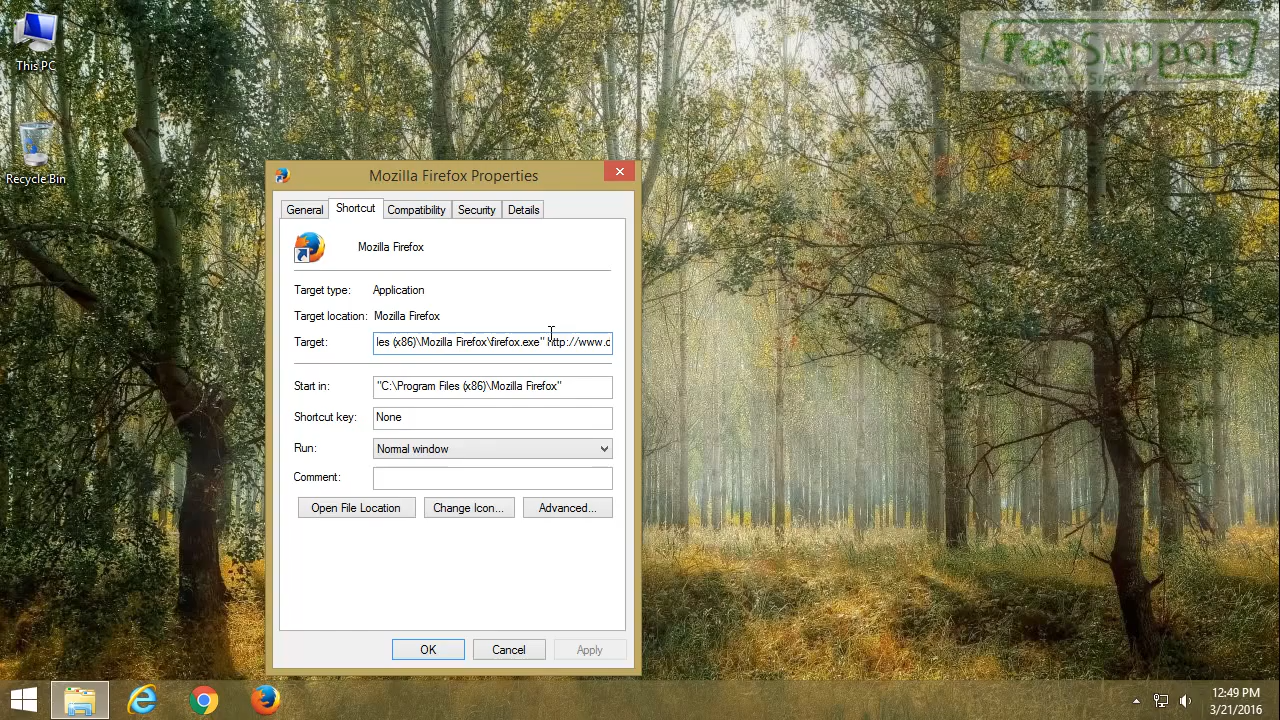 Tee Support
This PC
Recycle Bin
Mozilla Firefox Properties
General Shortcut Compatibility Security Details
Mozilla Firefox
Target type: Application
Target location: Mozilla Firefox
Target: les (x86)\Mozilla Firefox\firefox.exe" http://www.c
Start in: "C:\Program Files (x86)\Mozilla Firefox"
Shortcut key: None
Run: Normal window
Comment:
Open File Location Change Icon... Advanced...
OK Cancel Apply
12:49 PM
3/21/2016